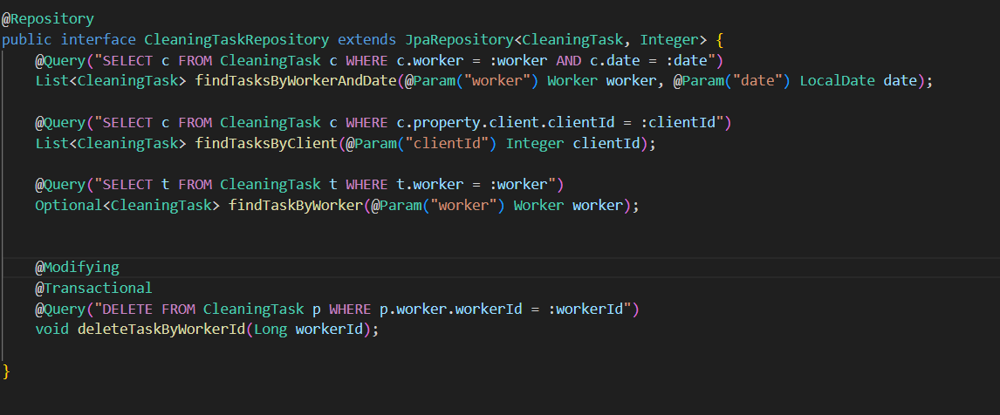 @Repository
public interface CleaningTaskRepository extends JpaRepository<CleaningTask, Integer> {
@Query("SELECT c FROM CleaningTask c WHERE c.worker = :worker AND c.date = :date")
List<CleaningTask> findTasksByWorkerAndDate(@Param("worker") Worker worker, @Param("date") LocalDate date);
@Query("SELECT c FROM CleaningTask c WHERE c.property.client.clientId = :clientId")
List<CleaningTask> findTasksByClient(@Param("clientId") Integer clientId);
@Query("SELECT t FROM CleaningTask t WHERE t.worker = :worker")
Optional<CleaningTask> findTaskByWorker(@Param("worker") Worker worker);
@Modifying
@Transactional
@Query("DELETE FROM CleaningTask p WHERE p.worker.workerId = :workerId")
void deleteTaskByWorkerId(Long workerId);
}